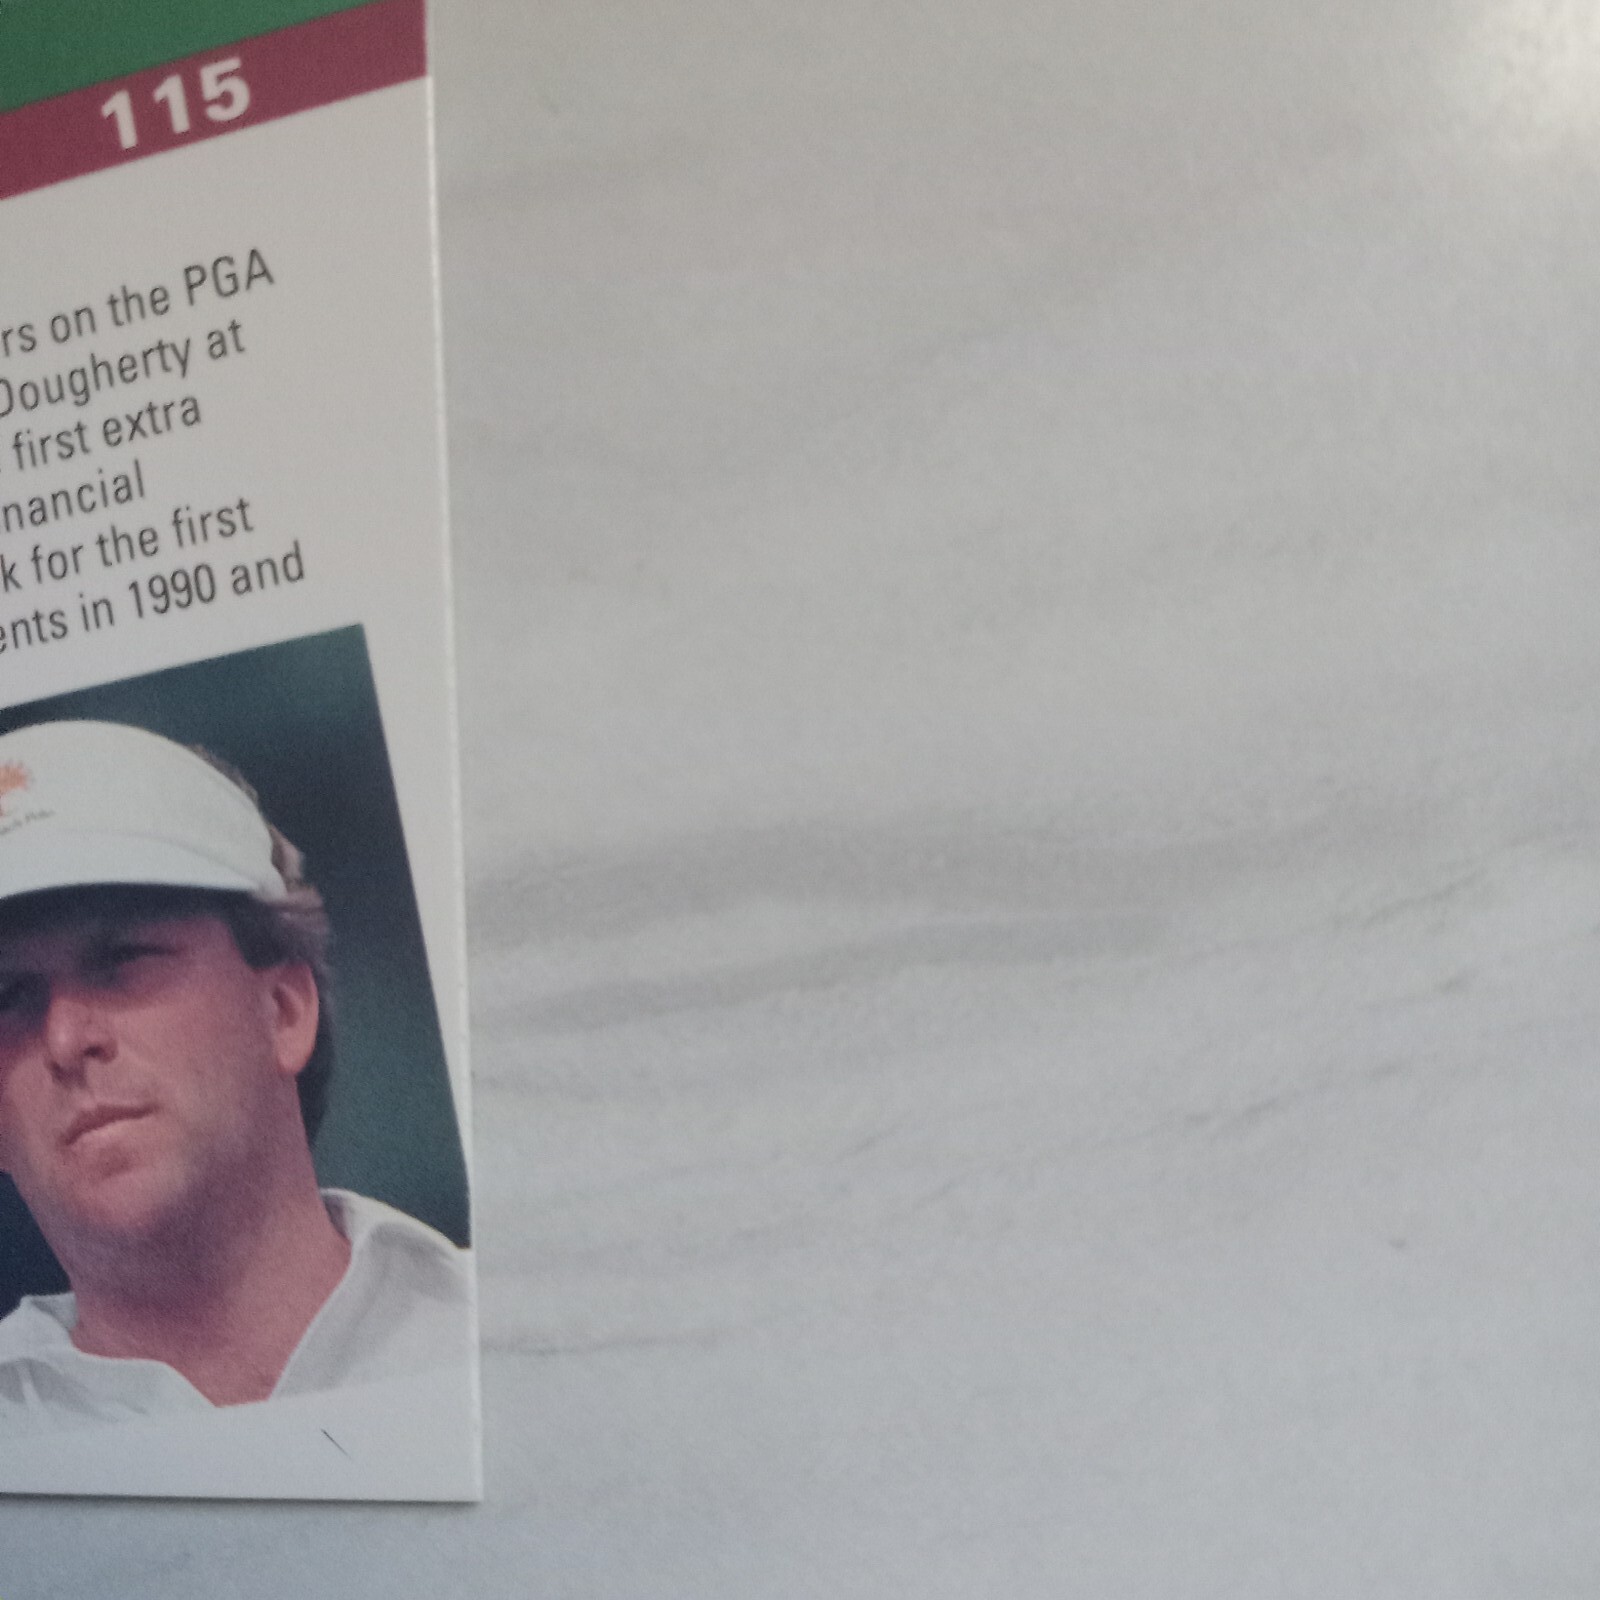 115
rs on the PGA
Dougherty at
first extra
nancial
k for the first
ents in 1990 and